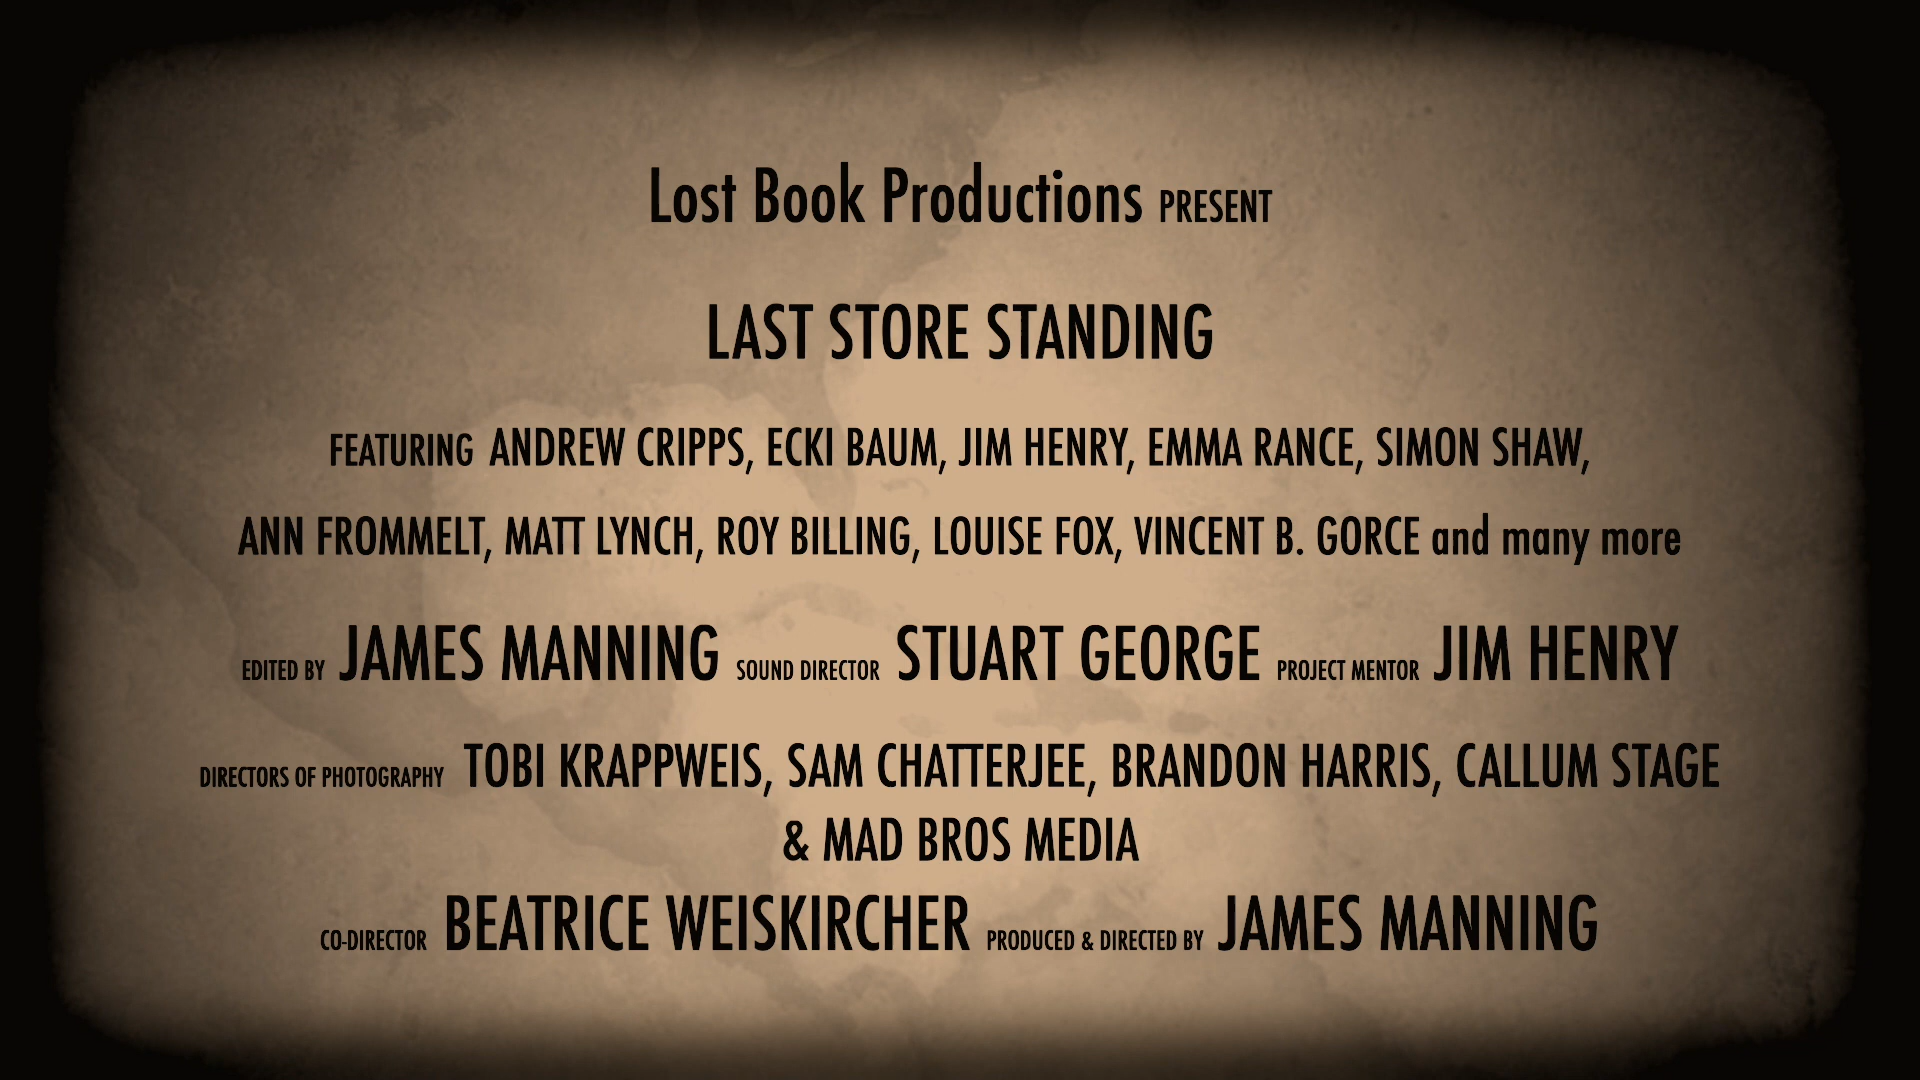 Lost Book Productions PRESENT
LAST STORE STANDING
FEATURING ANDREW CRIPPS, ECKI BAUM, JIM HENRY, EMMA RANCE, SIMON SHAW,
ANN FROMMELT, MATT LYNCH, ROY BILLING, LOUISE FOX, VINCENT B. GORCE and many more
EDITED BY JAMES MANNING SOUND DIRECTOR STUART GEORGE PROJECT MENTOR JIM HENRY
DIRECTORS OF PHOTOGRAPHY TOBI KRAPPWEIS, SAM CHATTERJEE, BRANDON HARRIS, CALLUM STAGE
& MAD BROS MEDIA
CO-DIRECTOR BEATRICE WEISKIRCHER PRODUCED & DIRECTED BY JAMES MANNING